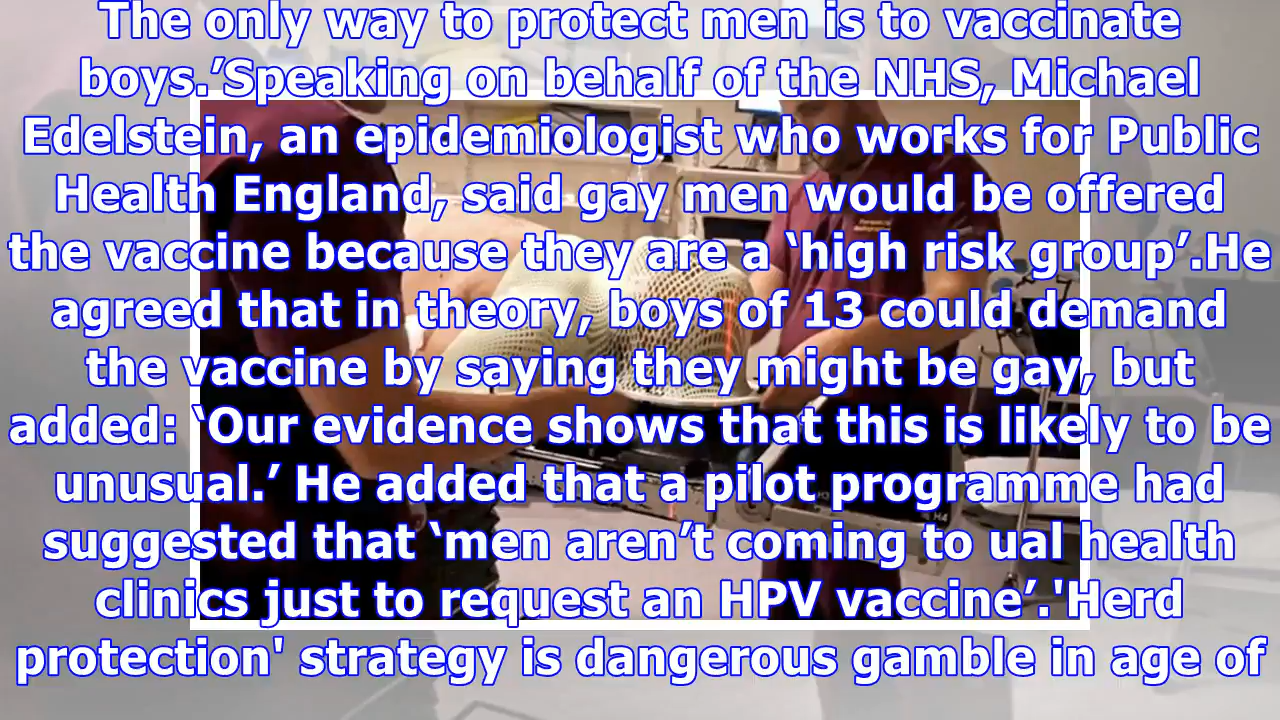 The only way to protect men is to vaccinate
boys.’Speaking on behalf of the NHS, Michael
Edelstein, an epidemiologist who works for Public
Health England, said gay men would be offered
the vaccine because they are a ‘high risk group’.He
agreed that in theory, boys of 13 could demand
the vaccine by saying they might be gay, but
added: ‘Our evidence shows that this is likely to be
unusual.’ He added that a pilot programme had
suggested that ‘men aren’t coming to ual health
clinics just to request an HPV vaccine’.'Herd
protection' strategy is dangerous gamble in age of